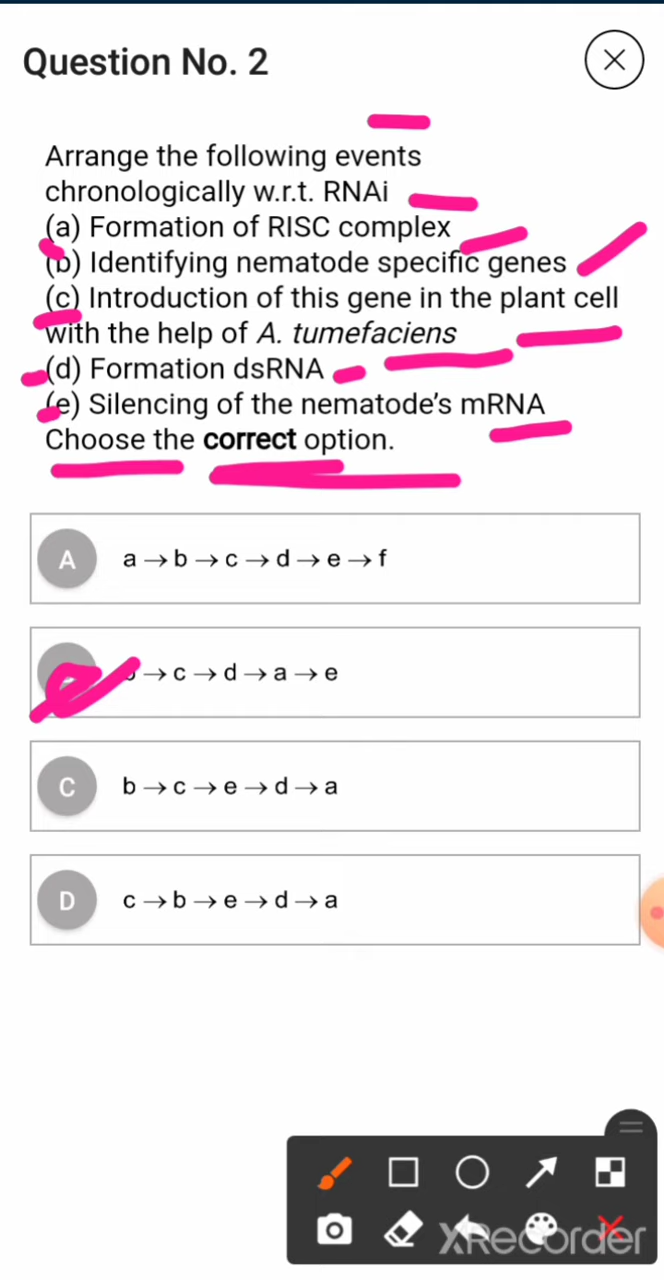 Question No. 2
Arrange the following events
chronologically w.r.t. RNAi
(a) Formation of RISC complex
(b) Identifying nematode specific genes
(c) Introduction of this gene in the plant cell
with the help of A. tumefaciens
(d) Formation dsRNA
(e) Silencing of the nematode's mRNA
Choose the correct option.
A a → b → c → d → e → f
→ c → d → a → e
C b → c → e → d → a
D c → b → e → d → a
XRecorder